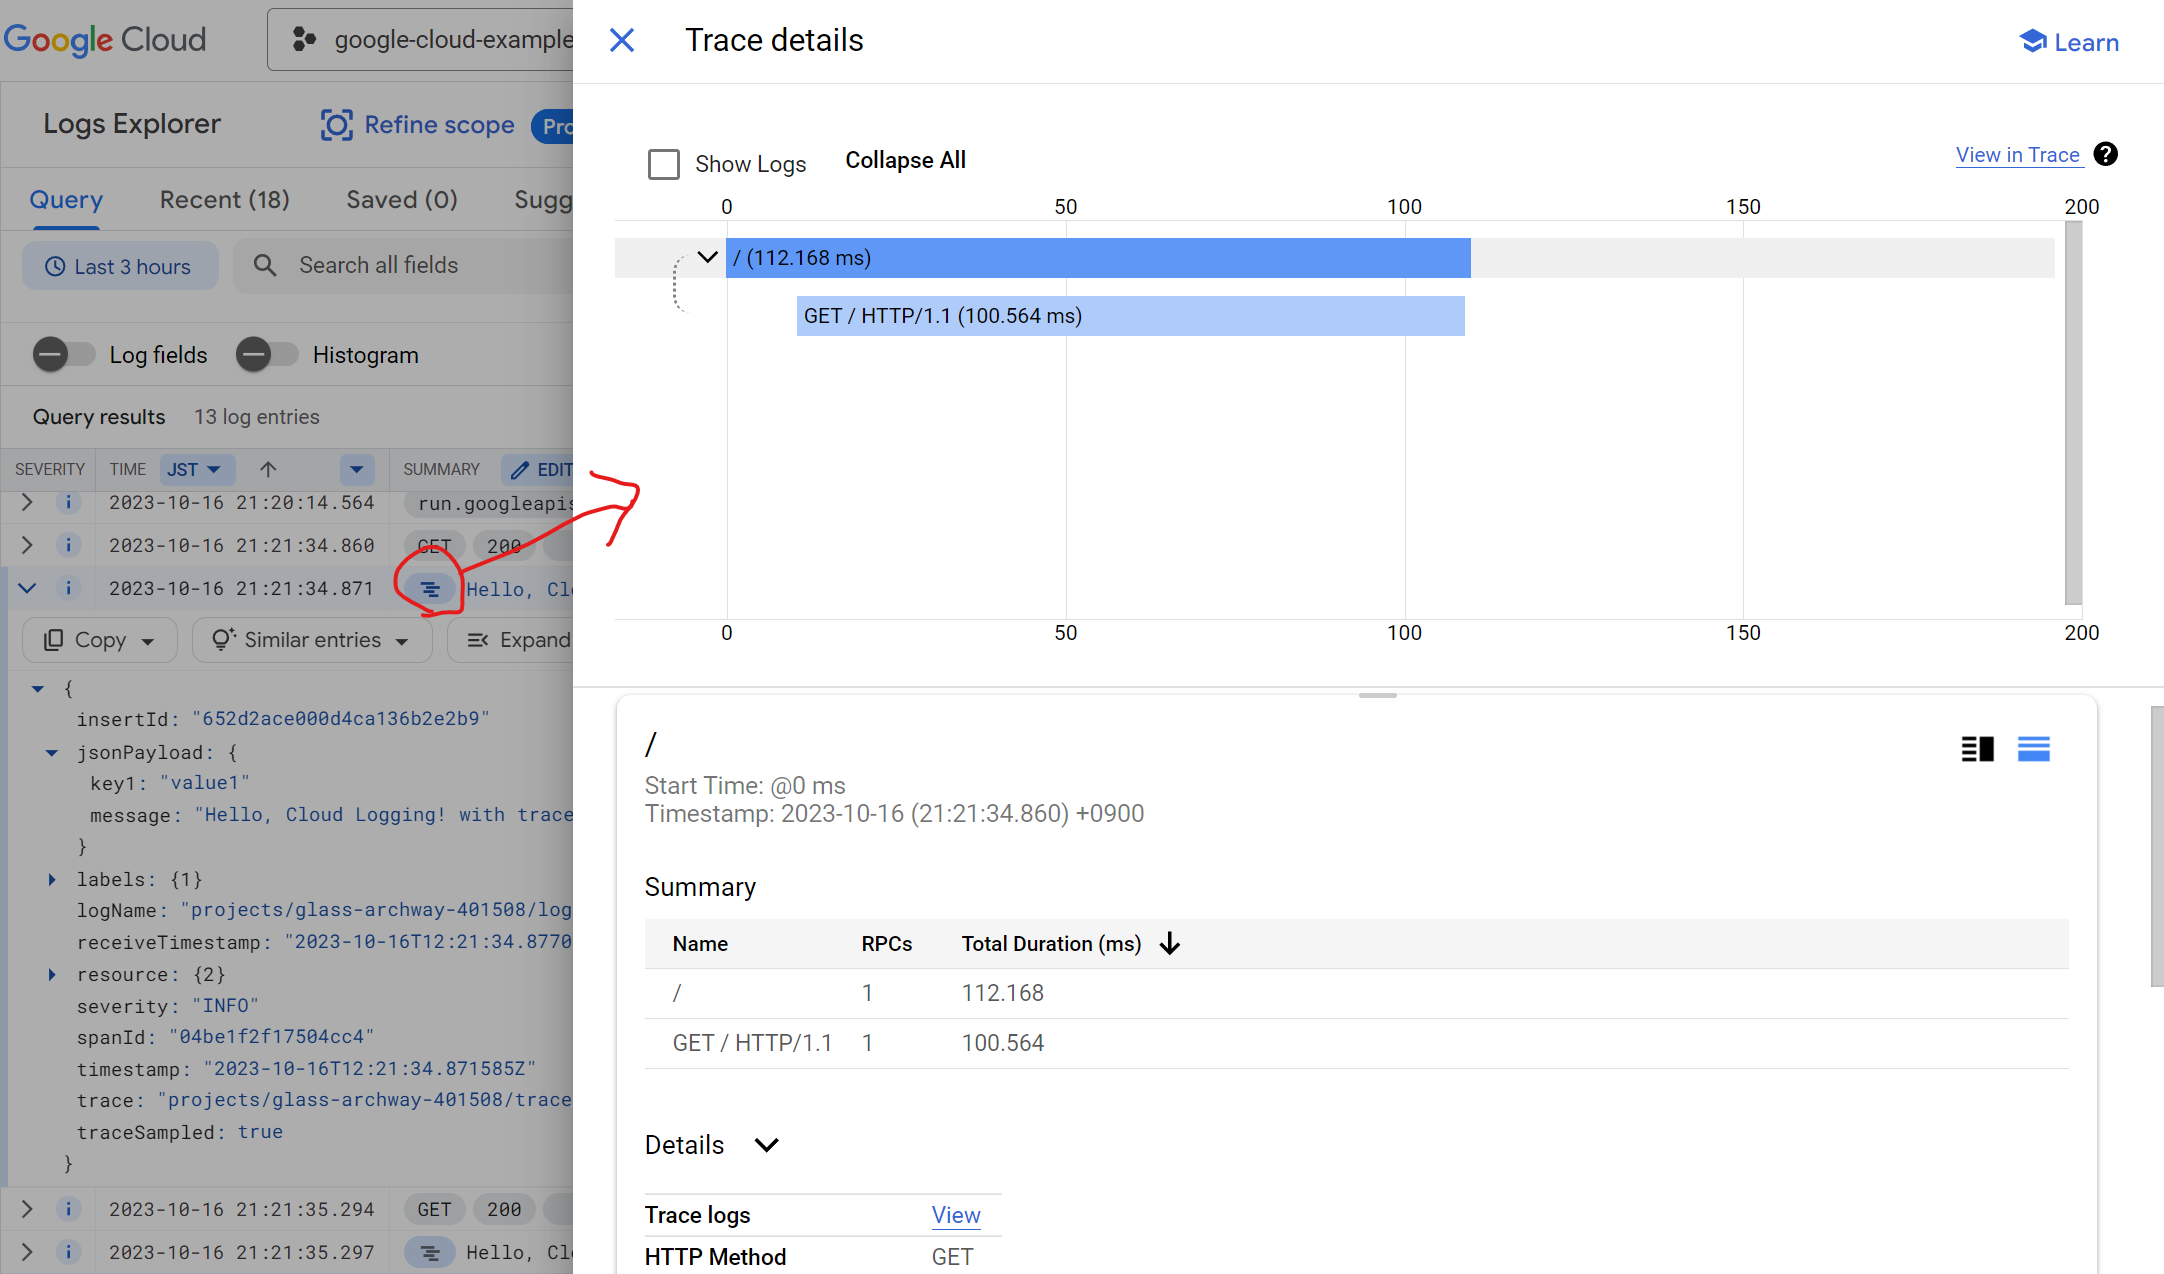 Google Cloud
google-cloud-example
Logs Explorer
Refine scope
Pro
Query
Recent (18)
Saved (0)
Sugg
Last 3 hours
Search all fields
Log fields
Histogram
Query results
13 log entries
SEVERITY
TIME
JST
SUMMARY
EDIT
2023-10-16 21:20:14.564
run.googleapis
2023-10-16 21:21:34.860
GET
200
2023-10-16 21:21:34.871
Hello, Clo
Copy
Similar entries
Expand
{
insertId: "652d2ace000d4ca136b2e2b9"
jsonPayload: {
key1: "value1"
message: "Hello, Cloud Logging! with trace
}
labels: {1}
logName: "projects/glass-archway-401508/log
receiveTimestamp: "2023-10-16T12:21:34.8770
resource: {2}
severity: "INFO"
spanId: "04be1f2f17504cc4"
timestamp: "2023-10-16T12:21:34.871585Z"
trace: "projects/glass-archway-401508/trace
traceSampled: true
}
2023-10-16 21:21:35.294
GET
200
2023-10-16 21:21:35.297
Hello, Clo
Trace details
Learn
Show Logs
Collapse All
View in Trace
?
0 50 100 150 200
/ (112.168 ms)
GET / HTTP/1.1 (100.564 ms)
0 50 100 150 200
/
Start Time: @0 ms
Timestamp: 2023-10-16 (21:21:34.860) +0900
Summary
Name RPCs Total Duration (ms)
/ 1 112.168
GET / HTTP/1.1 1 100.564
Details
Trace logs View
HTTP Method GET